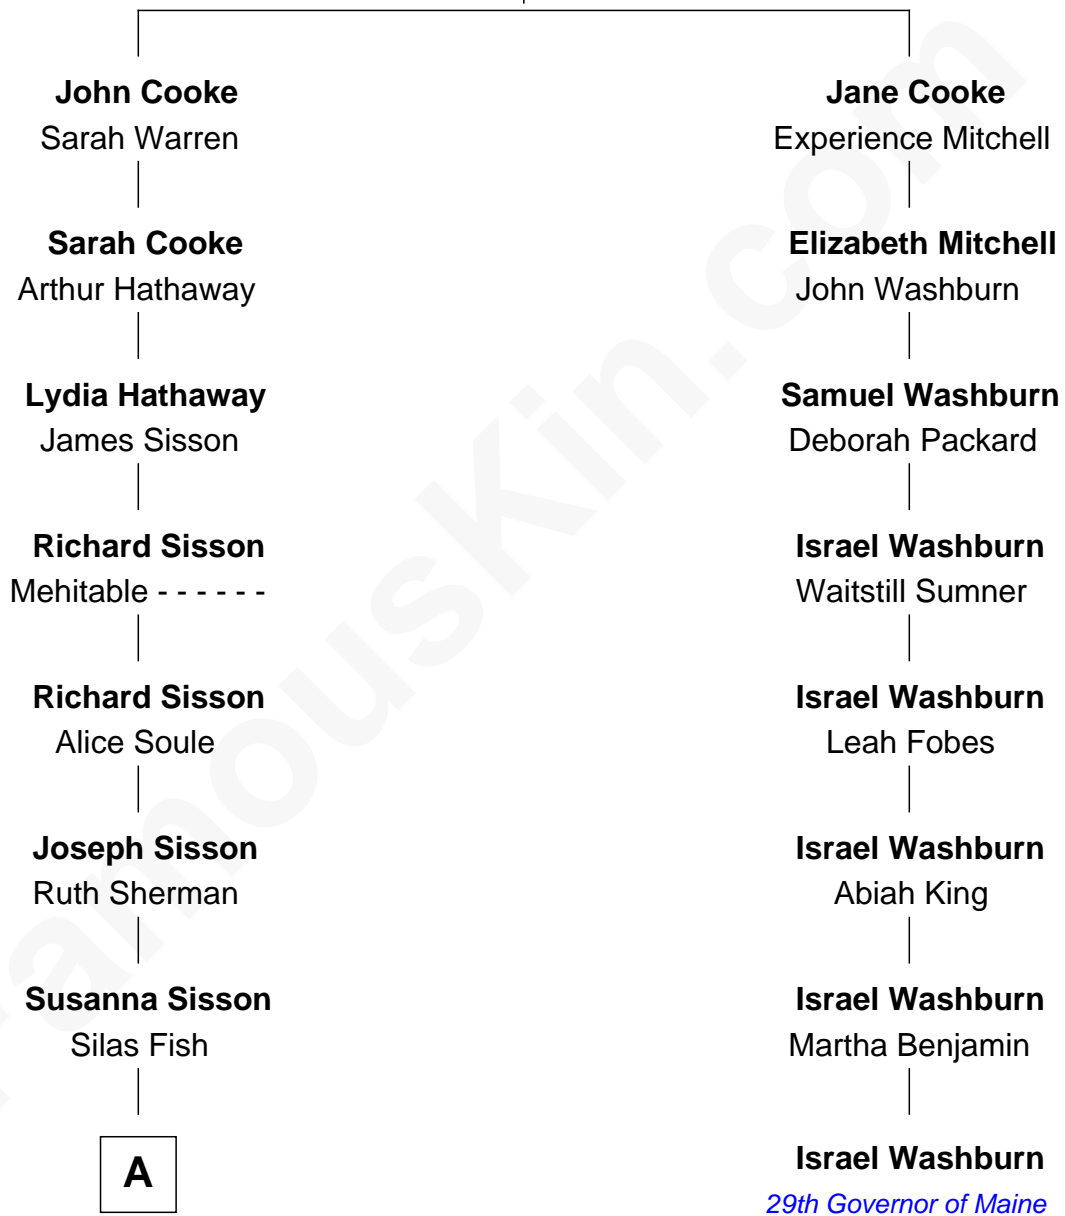 John Cooke
Sarah Warren
Sarah Cooke
Arthur Hathaway
Lydia Hathaway
James Sisson
Richard Sisson
Mehitable - - - - - -
Richard Sisson
Alice Soule
Joseph Sisson
Ruth Sherman
Susanna Sisson
Silas Fish
A
Jane Cooke
Experience Mitchell
Elizabeth Mitchell
John Washburn
Samuel Washburn
Deborah Packard
Israel Washburn
Waitstill Sumner
Israel Washburn
Leah Fobes
Israel Washburn
Abiah King
Israel Washburn
Martha Benjamin
Israel Washburn
29th Governor of Maine
FamousKin.com